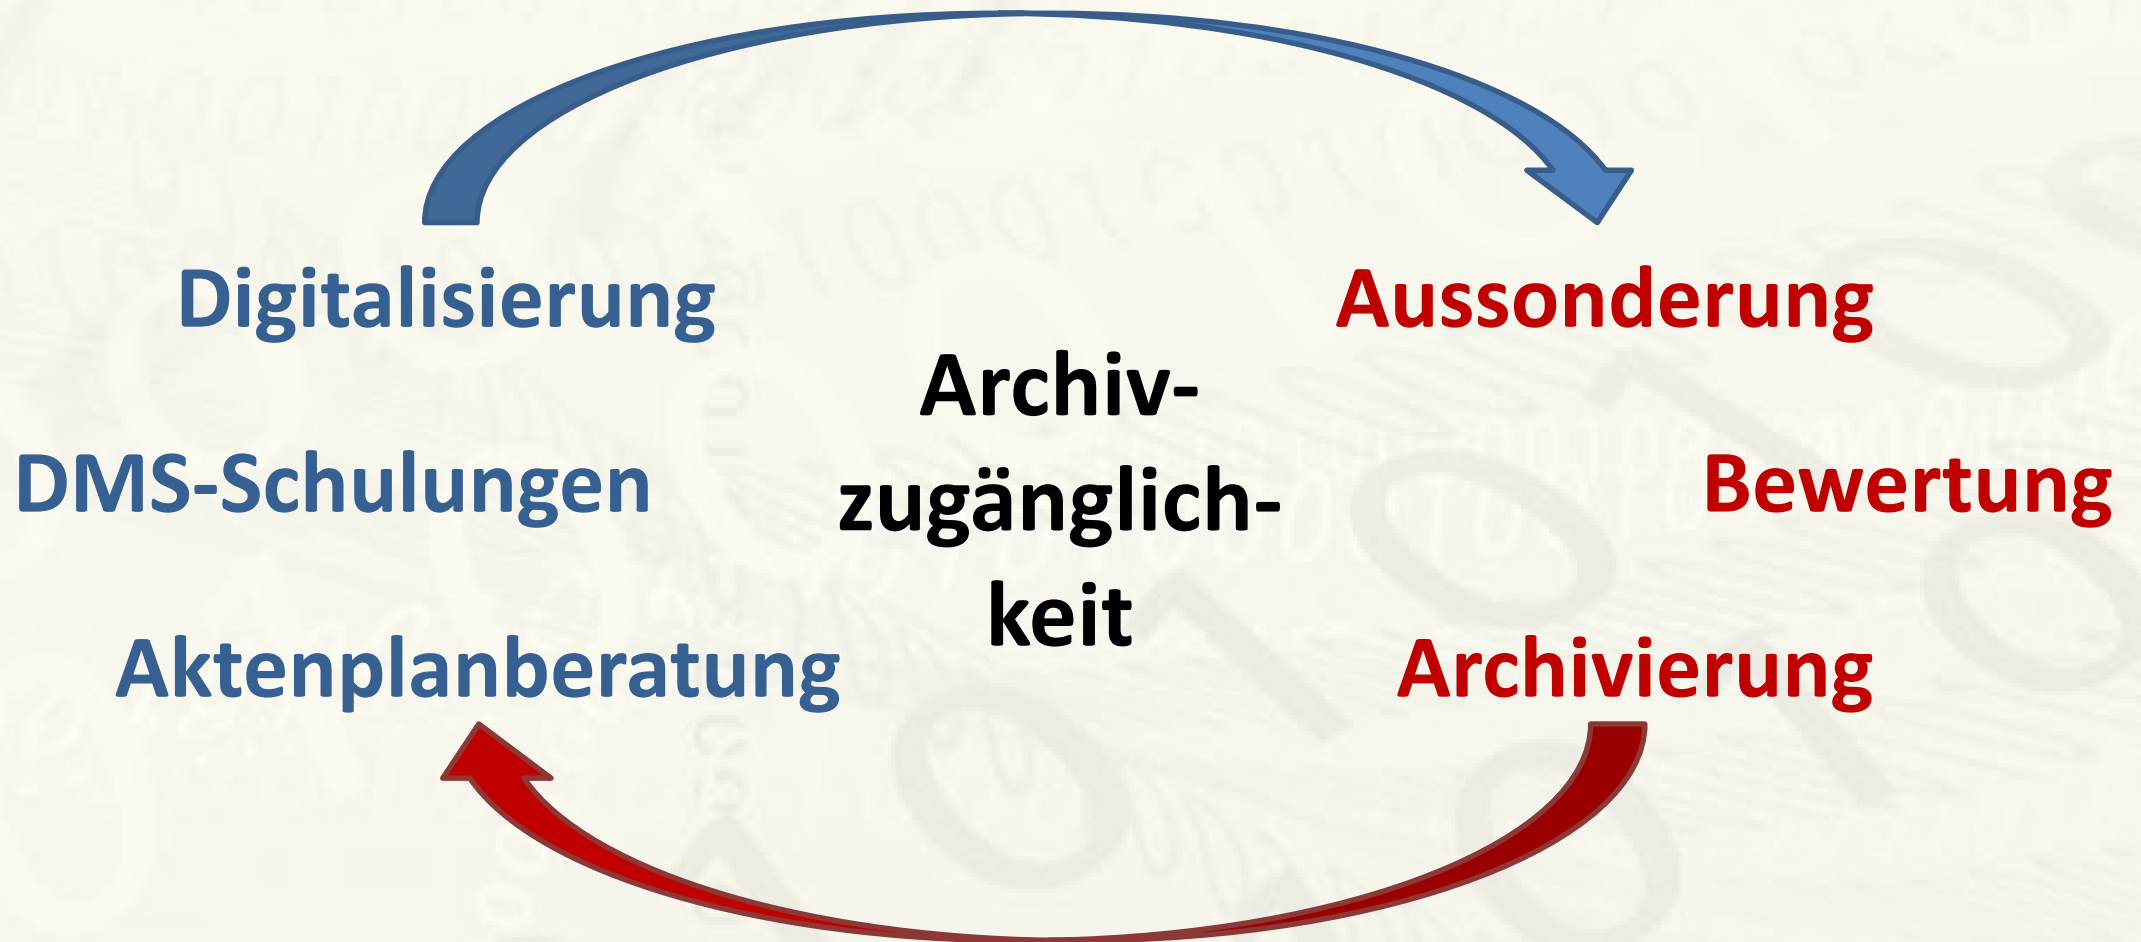 Digitalisierung
DMS-Schulungen
Aktenplanberatung
Archiv-
zugänglich-
keit
Aussonderung
Bewertung
Archivierung